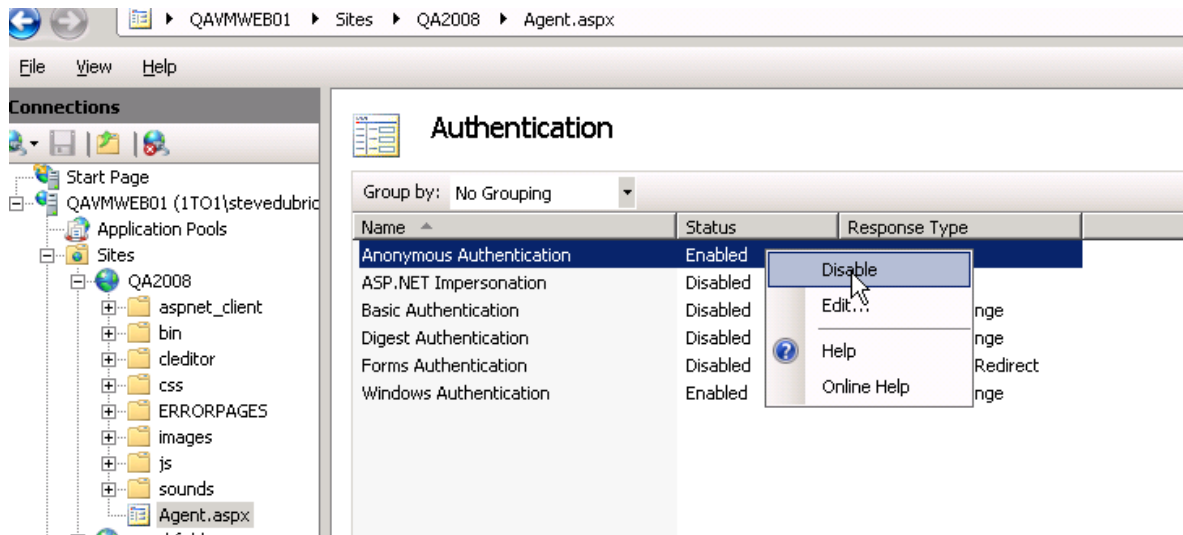 QAVMWEB01 Sites QA2008 Agent.aspx
File View Help
Connections
Start Page
QAVMWEB01 (1TO1\stevedubric
Application Pools
Sites
QA2008
aspnet_client
bin
cleditor
css
ERRORPAGES
images
js
sounds
Agent.aspx
Authentication
Group by: No Grouping
Name Status Response Type
Anonymous Authentication Enabled
ASP.NET Impersonation Disabled
Basic Authentication Disabled nge
Digest Authentication Disabled nge
Forms Authentication Disabled Redirect
Windows Authentication Enabled nge
Disable
Edit...
Help
Online Help